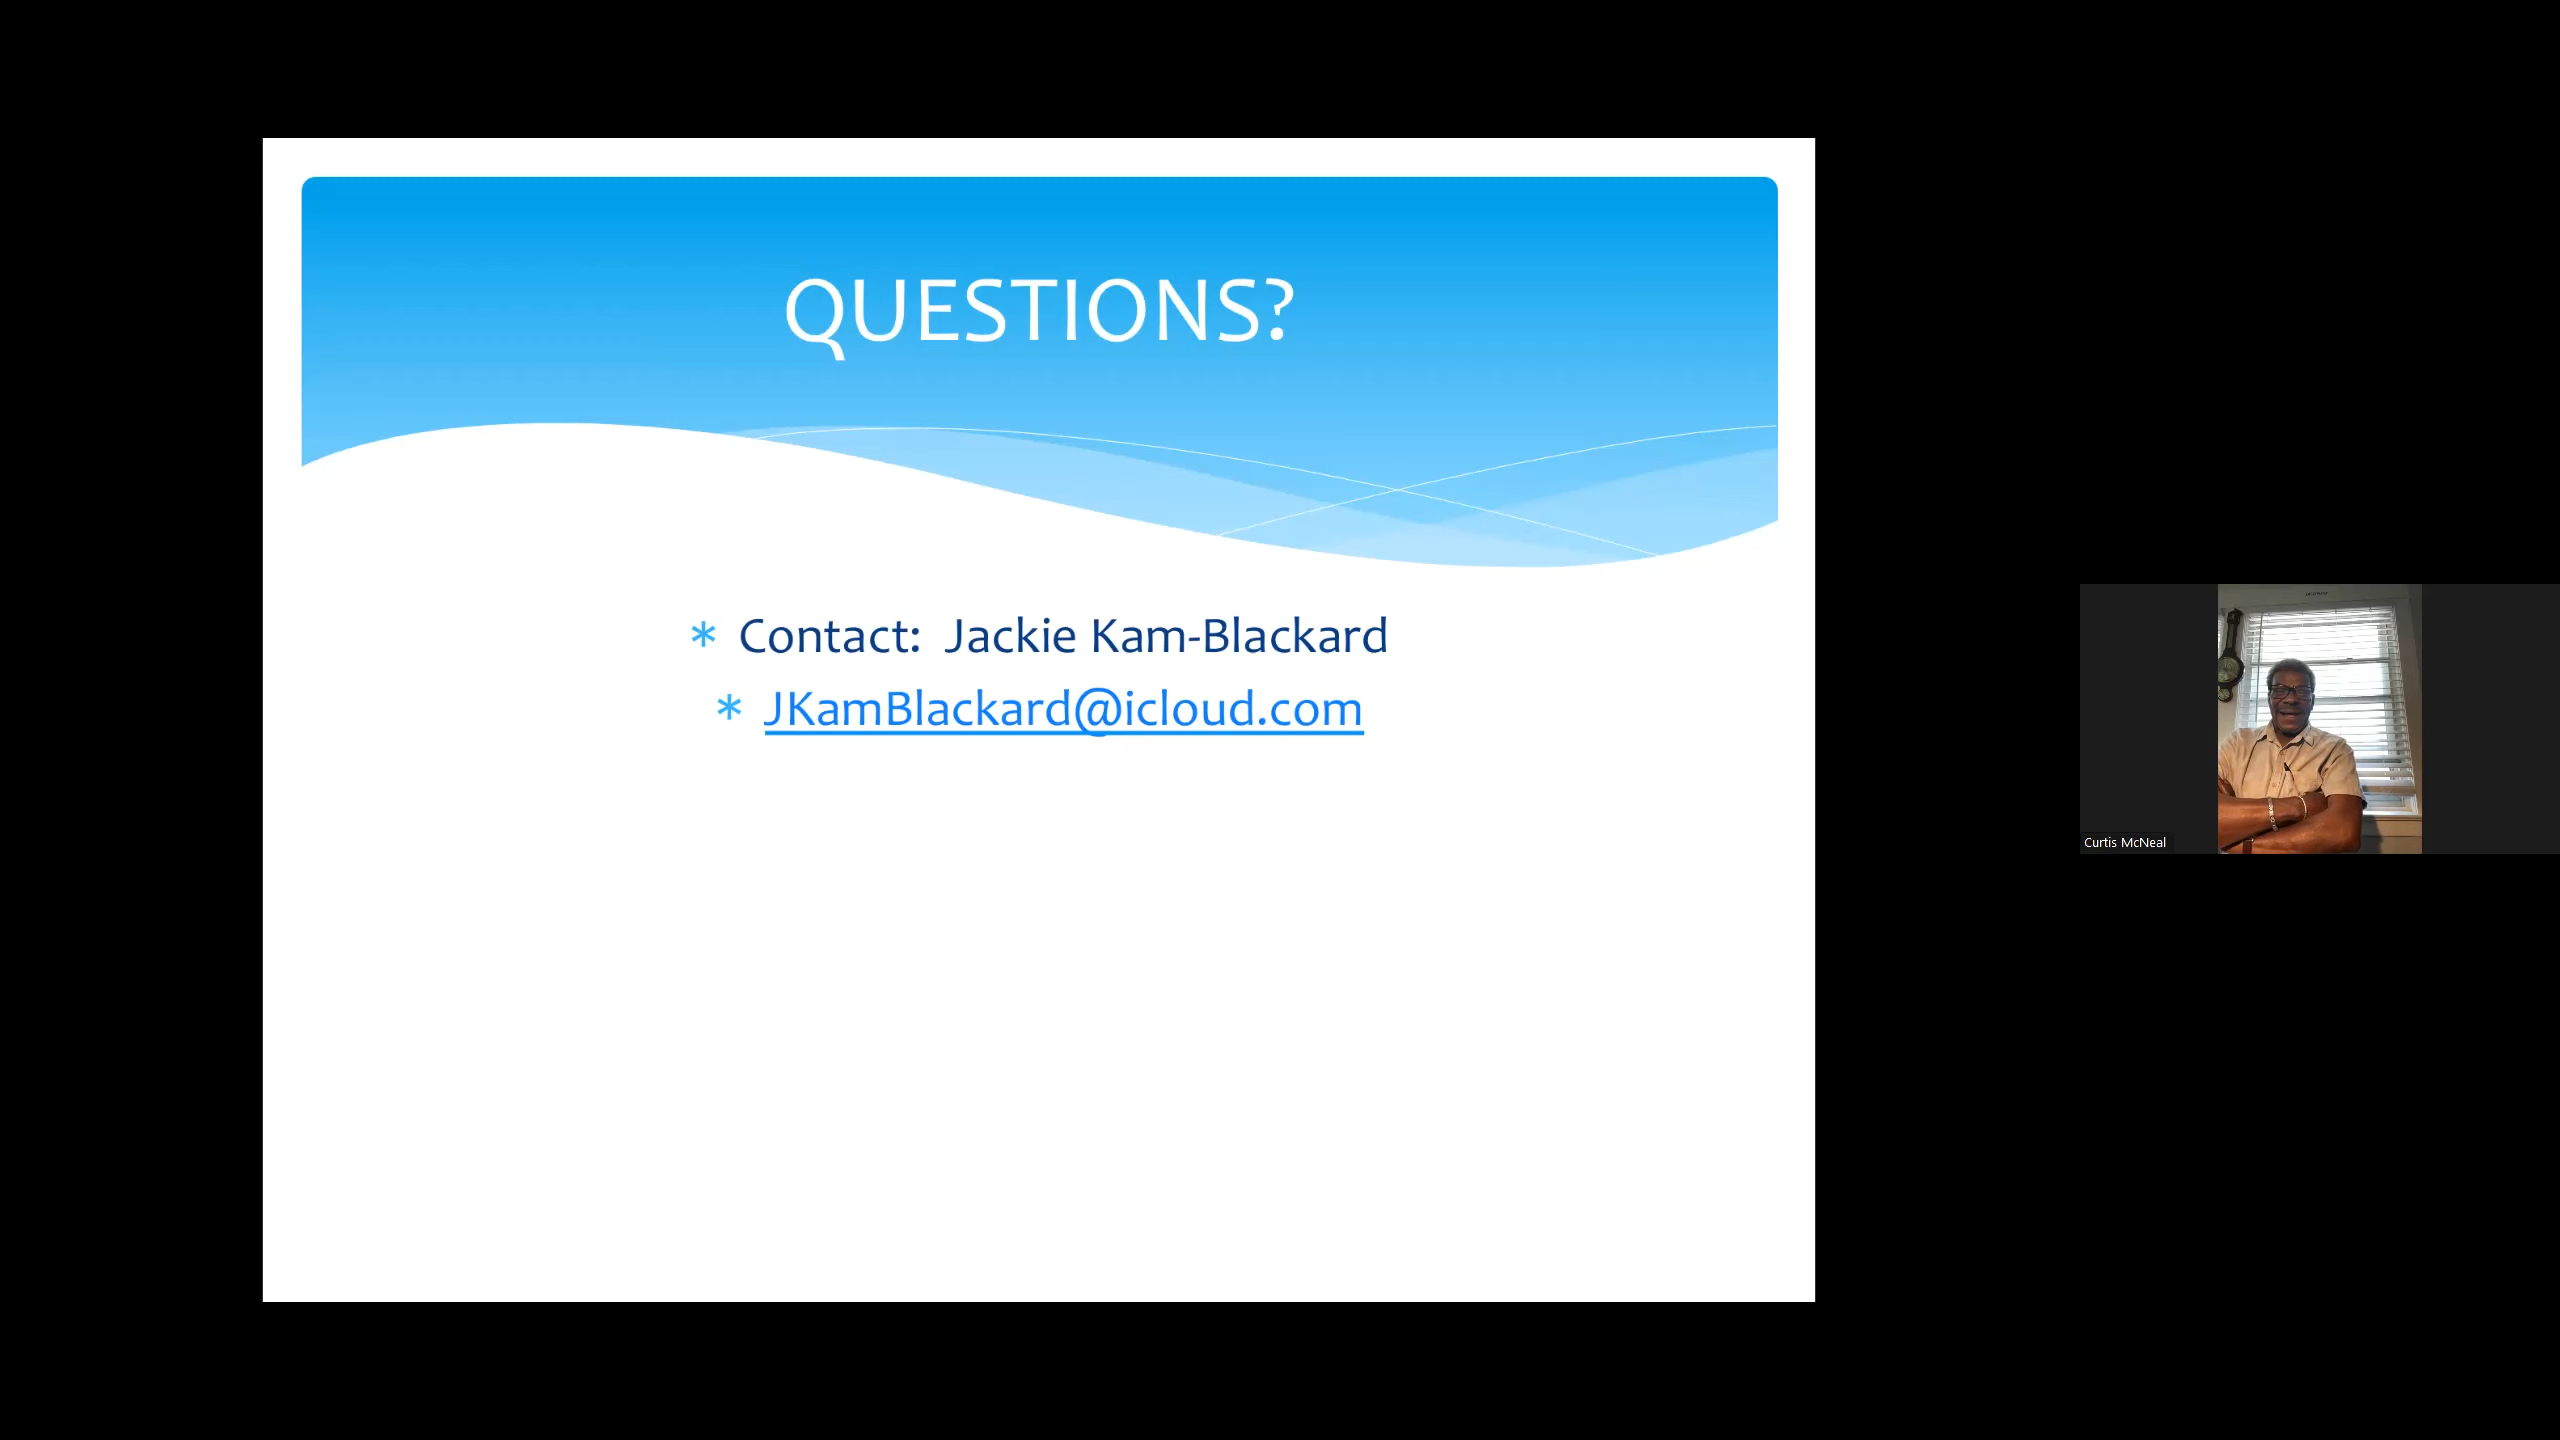 QUESTIONS?
* Contact: Jackie Kam-Blackard
* JKamBlackard@icloud.com
Curtis McNeal